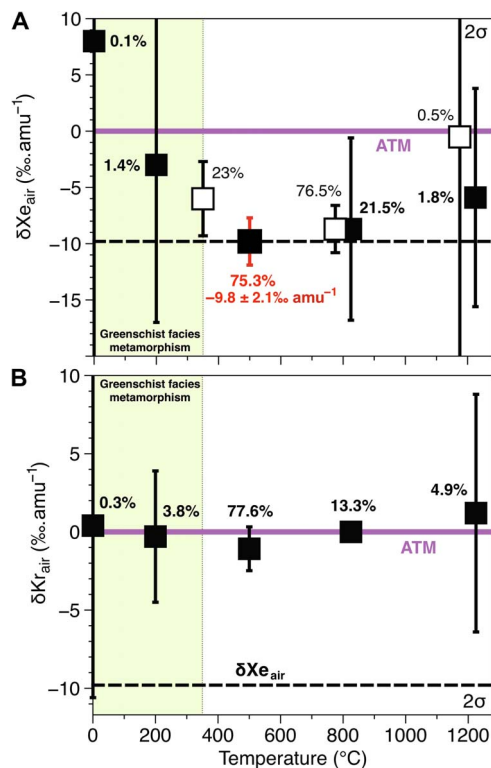 A
10
5
0
−5
−10
−15
δXeair (‰.amu−1)
2σ
0.1%
1.4%
23%
75.3%
−9.8 ± 2.1‰ amu−1
76.5%
21.5%
0.5%
1.8%
ATM
Greenschist facies
metamorphism
B
10
5
0
−5
−10
δKrair (‰.amu−1)
Greenschist facies
metamorphism
0.3%
3.8%
77.6%
13.3%
4.9%
ATM
δXeair
2σ
0 200 400 600 800 1000 1200
Temperature (°C)